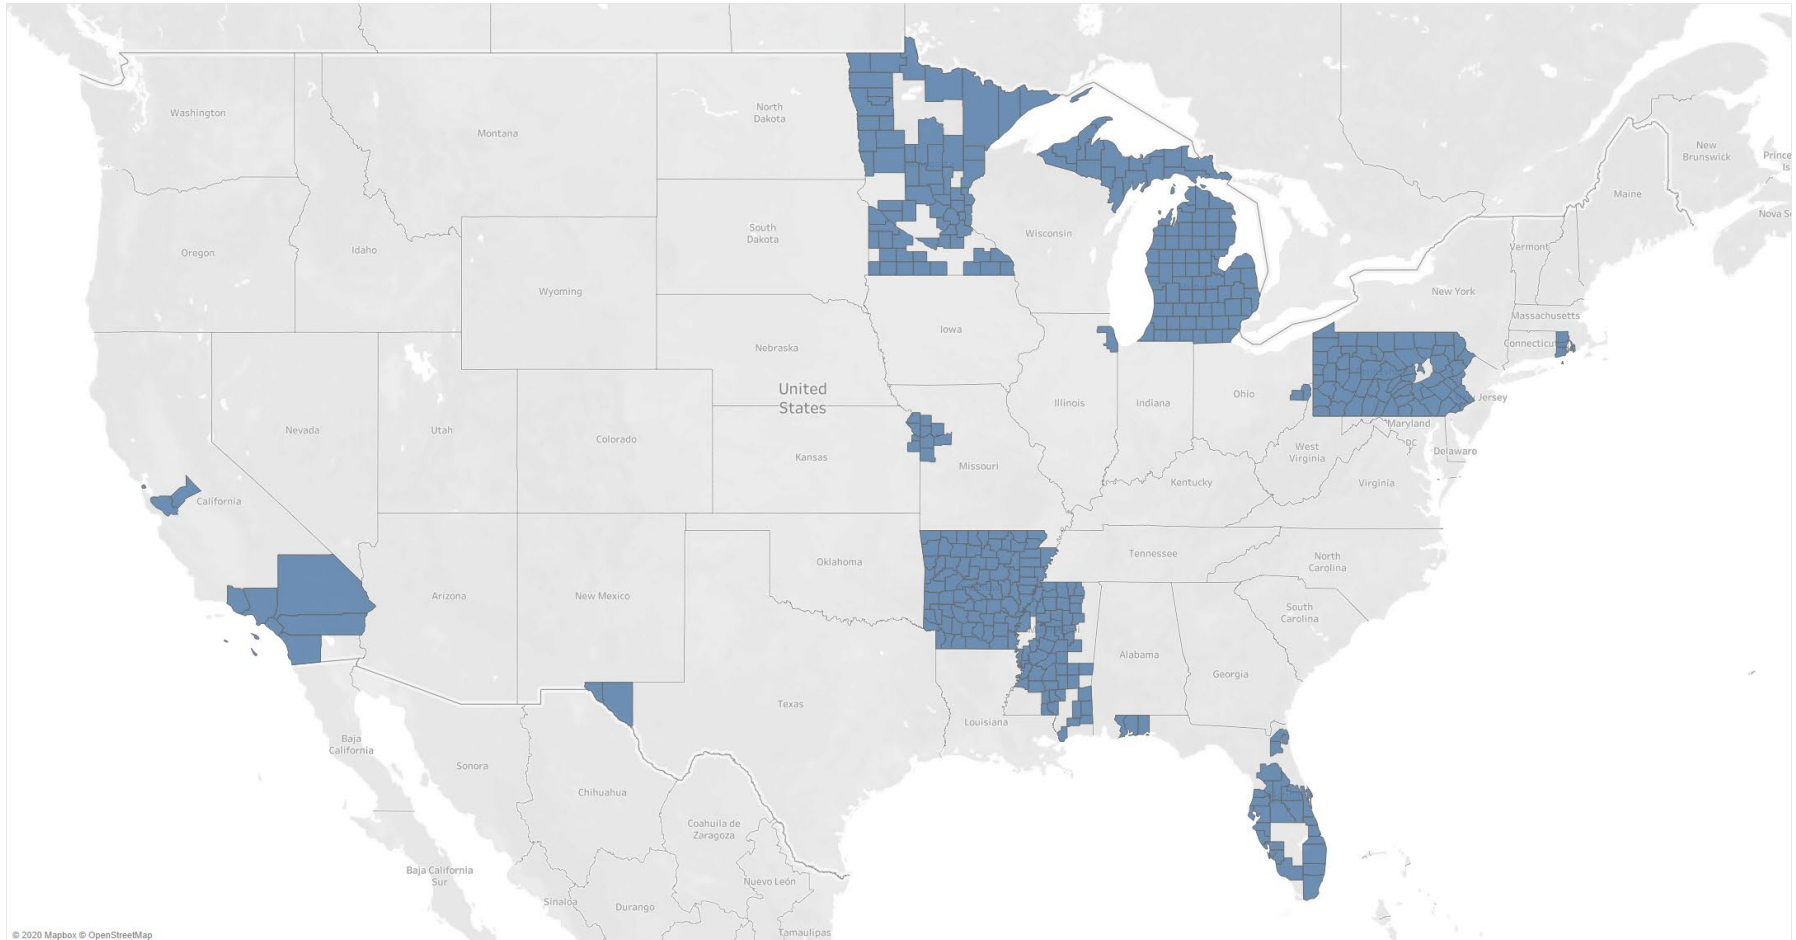 Washington
Montana
North
Dakota
New
Brunswick
Prince
Is
Maine
Nova S
Oregon
Idaho
South
Dakota
Wisconsin
Vermont
Wyoming
New York
Massachusetts
Iowa
Connecticut
Nebraska
United
States
Illinois
Indiana
Ohio
Jersey
Maryland
DC
Delaware
Nevada
Utah
Colorado
Kansas
Missouri
West
Virginia
Kentucky
Virginia
California
Oklahoma
Tennessee
North
Carolina
Arizona
New Mexico
South
Carolina
Alabama
Georgia
Texas
Louisiana
Baja
California
Sonora
Chihuahua
Coahuila de
Zaragoza
Baja California
Sur
Nuevo León
Sinaloa
Durango
Tamaulipas
© 2020 Mapbox © OpenStreetMap